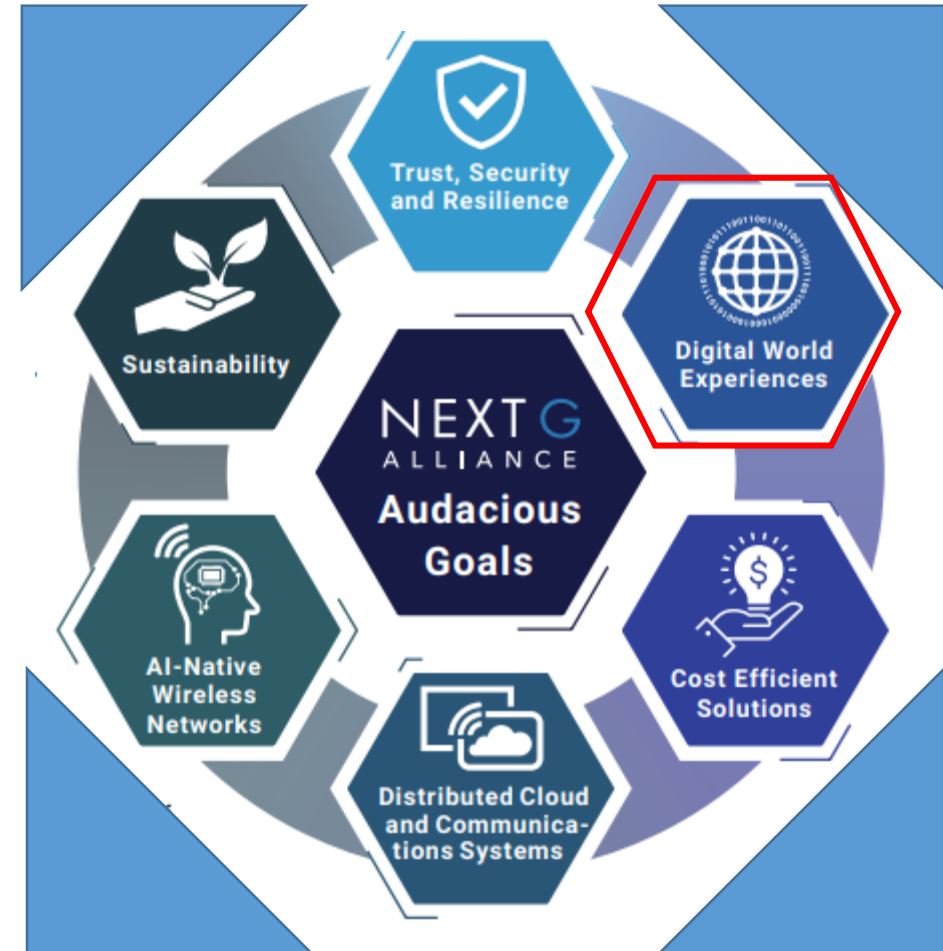 Trust, Security
and Resilience
Digital World
Experiences
Sustainability
NEXT G
ALLIANCE
Audacious
Goals
$
AI-Native
Wireless
Networks
Cost Efficient
Solutions
Distributed Cloud
and Communica-
tions Systems